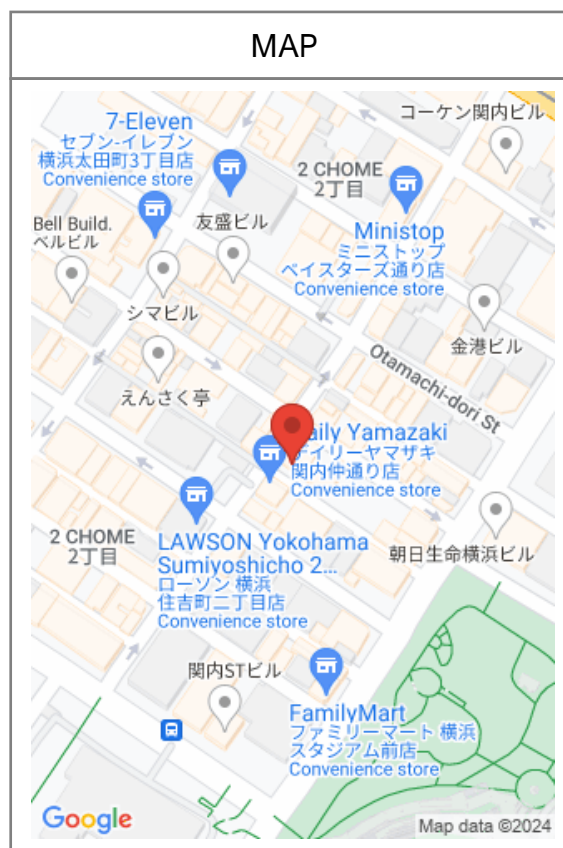 MAP
コーケン関内ビル
7-Eleven
セブン-イレブン
横浜太田町3丁目店
Convenience store
2 CHOME
2丁目
Bell Build.
ベルビル
友盛ビル
Ministop
ミニストップ
ベイスターズ通り店
Convenience store
シマビル
金港ビル
Otamachi-dori St
えんさく亭
aily Yamazaki
デイリーヤマザキ
関内仲通り店
Convenience store
2 CHOME
2丁目
LAWSON Yokohama
Sumiyoshicho 2...
ローソン 横浜
住吉町二丁目店
Convenience store
朝日生命横浜ビル
関内STビル
FamilyMart
ファミリーマート 横浜
スタジアム前店
Convenience store
Google
Map data ©2024